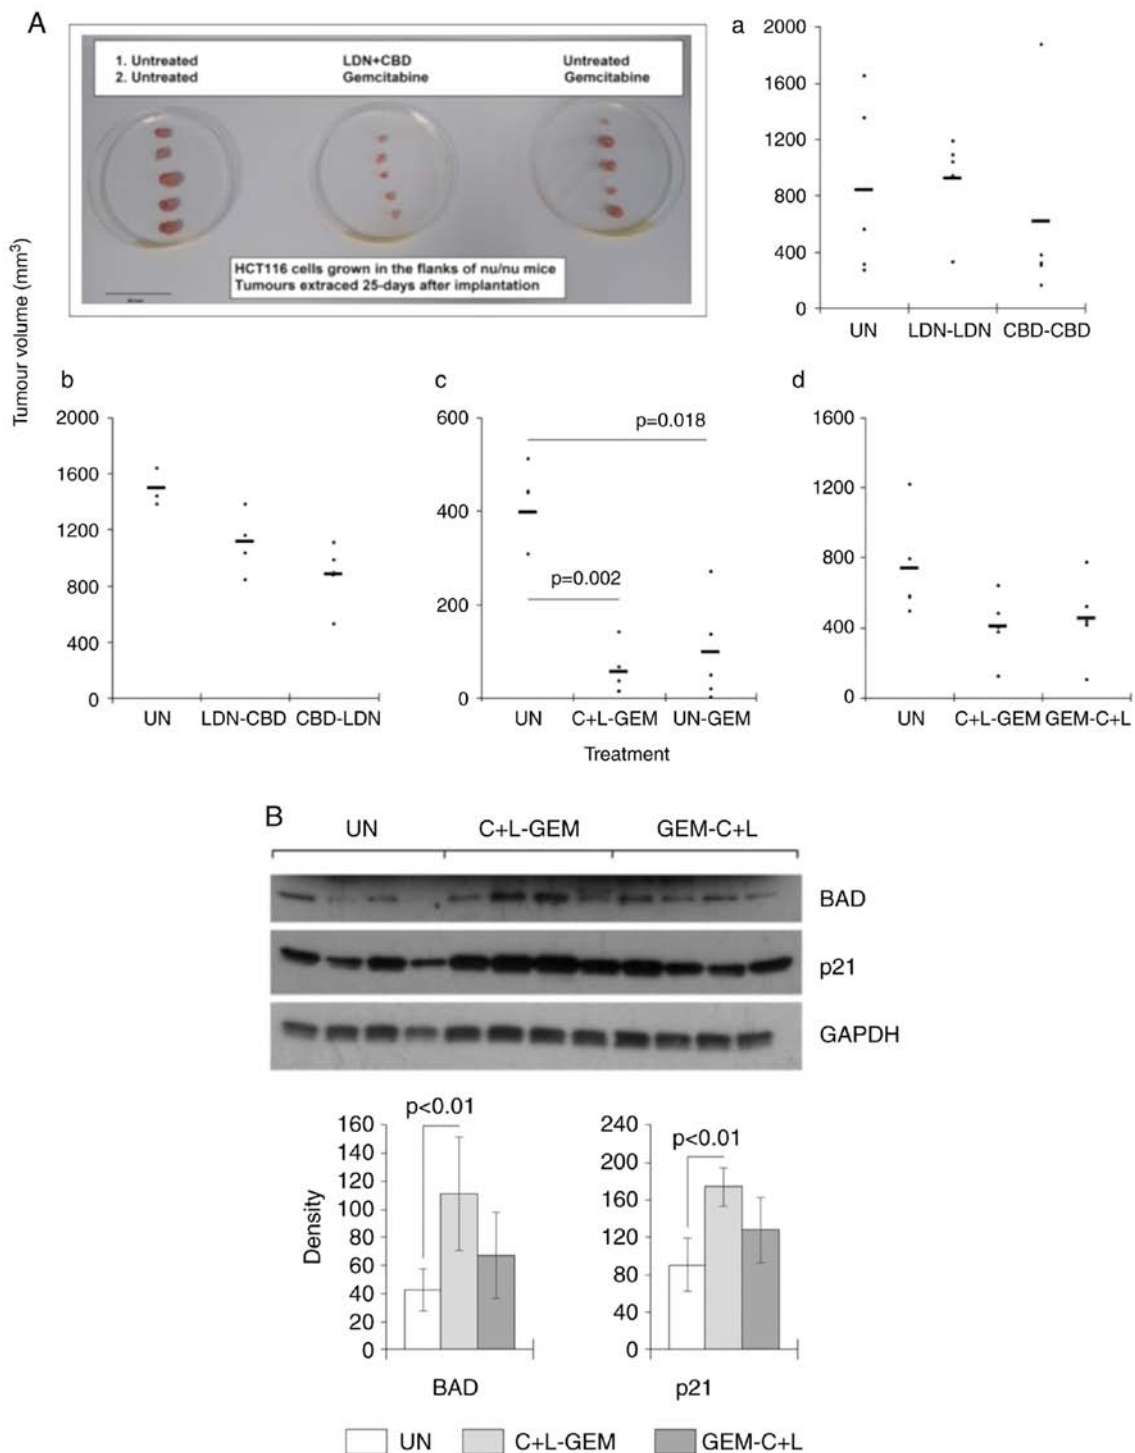 A
1. Untreated LDN+CBD Untreated
2. Untreated Gemcitabine Gemcitabine
HCT116 cells grown in the flanks of nu/nu mice
Tumours extraced 25-days after implantation
Tumour volume (mm³)
a
2000
1600
1200
800
400
0
UN LDN-LDN CBD-CBD
b
2000
1600
1200
800
400
0
UN LDN-CBD CBD-LDN
c
600
400
200
0
p=0.018
p=0.002
UN C+L-GEM UN-GEM
d
1600
1200
800
400
0
UN C+L-GEM GEM-C+L
Treatment
B
UN C+L-GEM GEM-C+L
BAD
p21
GAPDH
Density
160
140
120
100
80
60
40
20
0
p<0.01
BAD
240
200
160
120
80
40
0
p<0.01
p21
UN C+L-GEM GEM-C+L